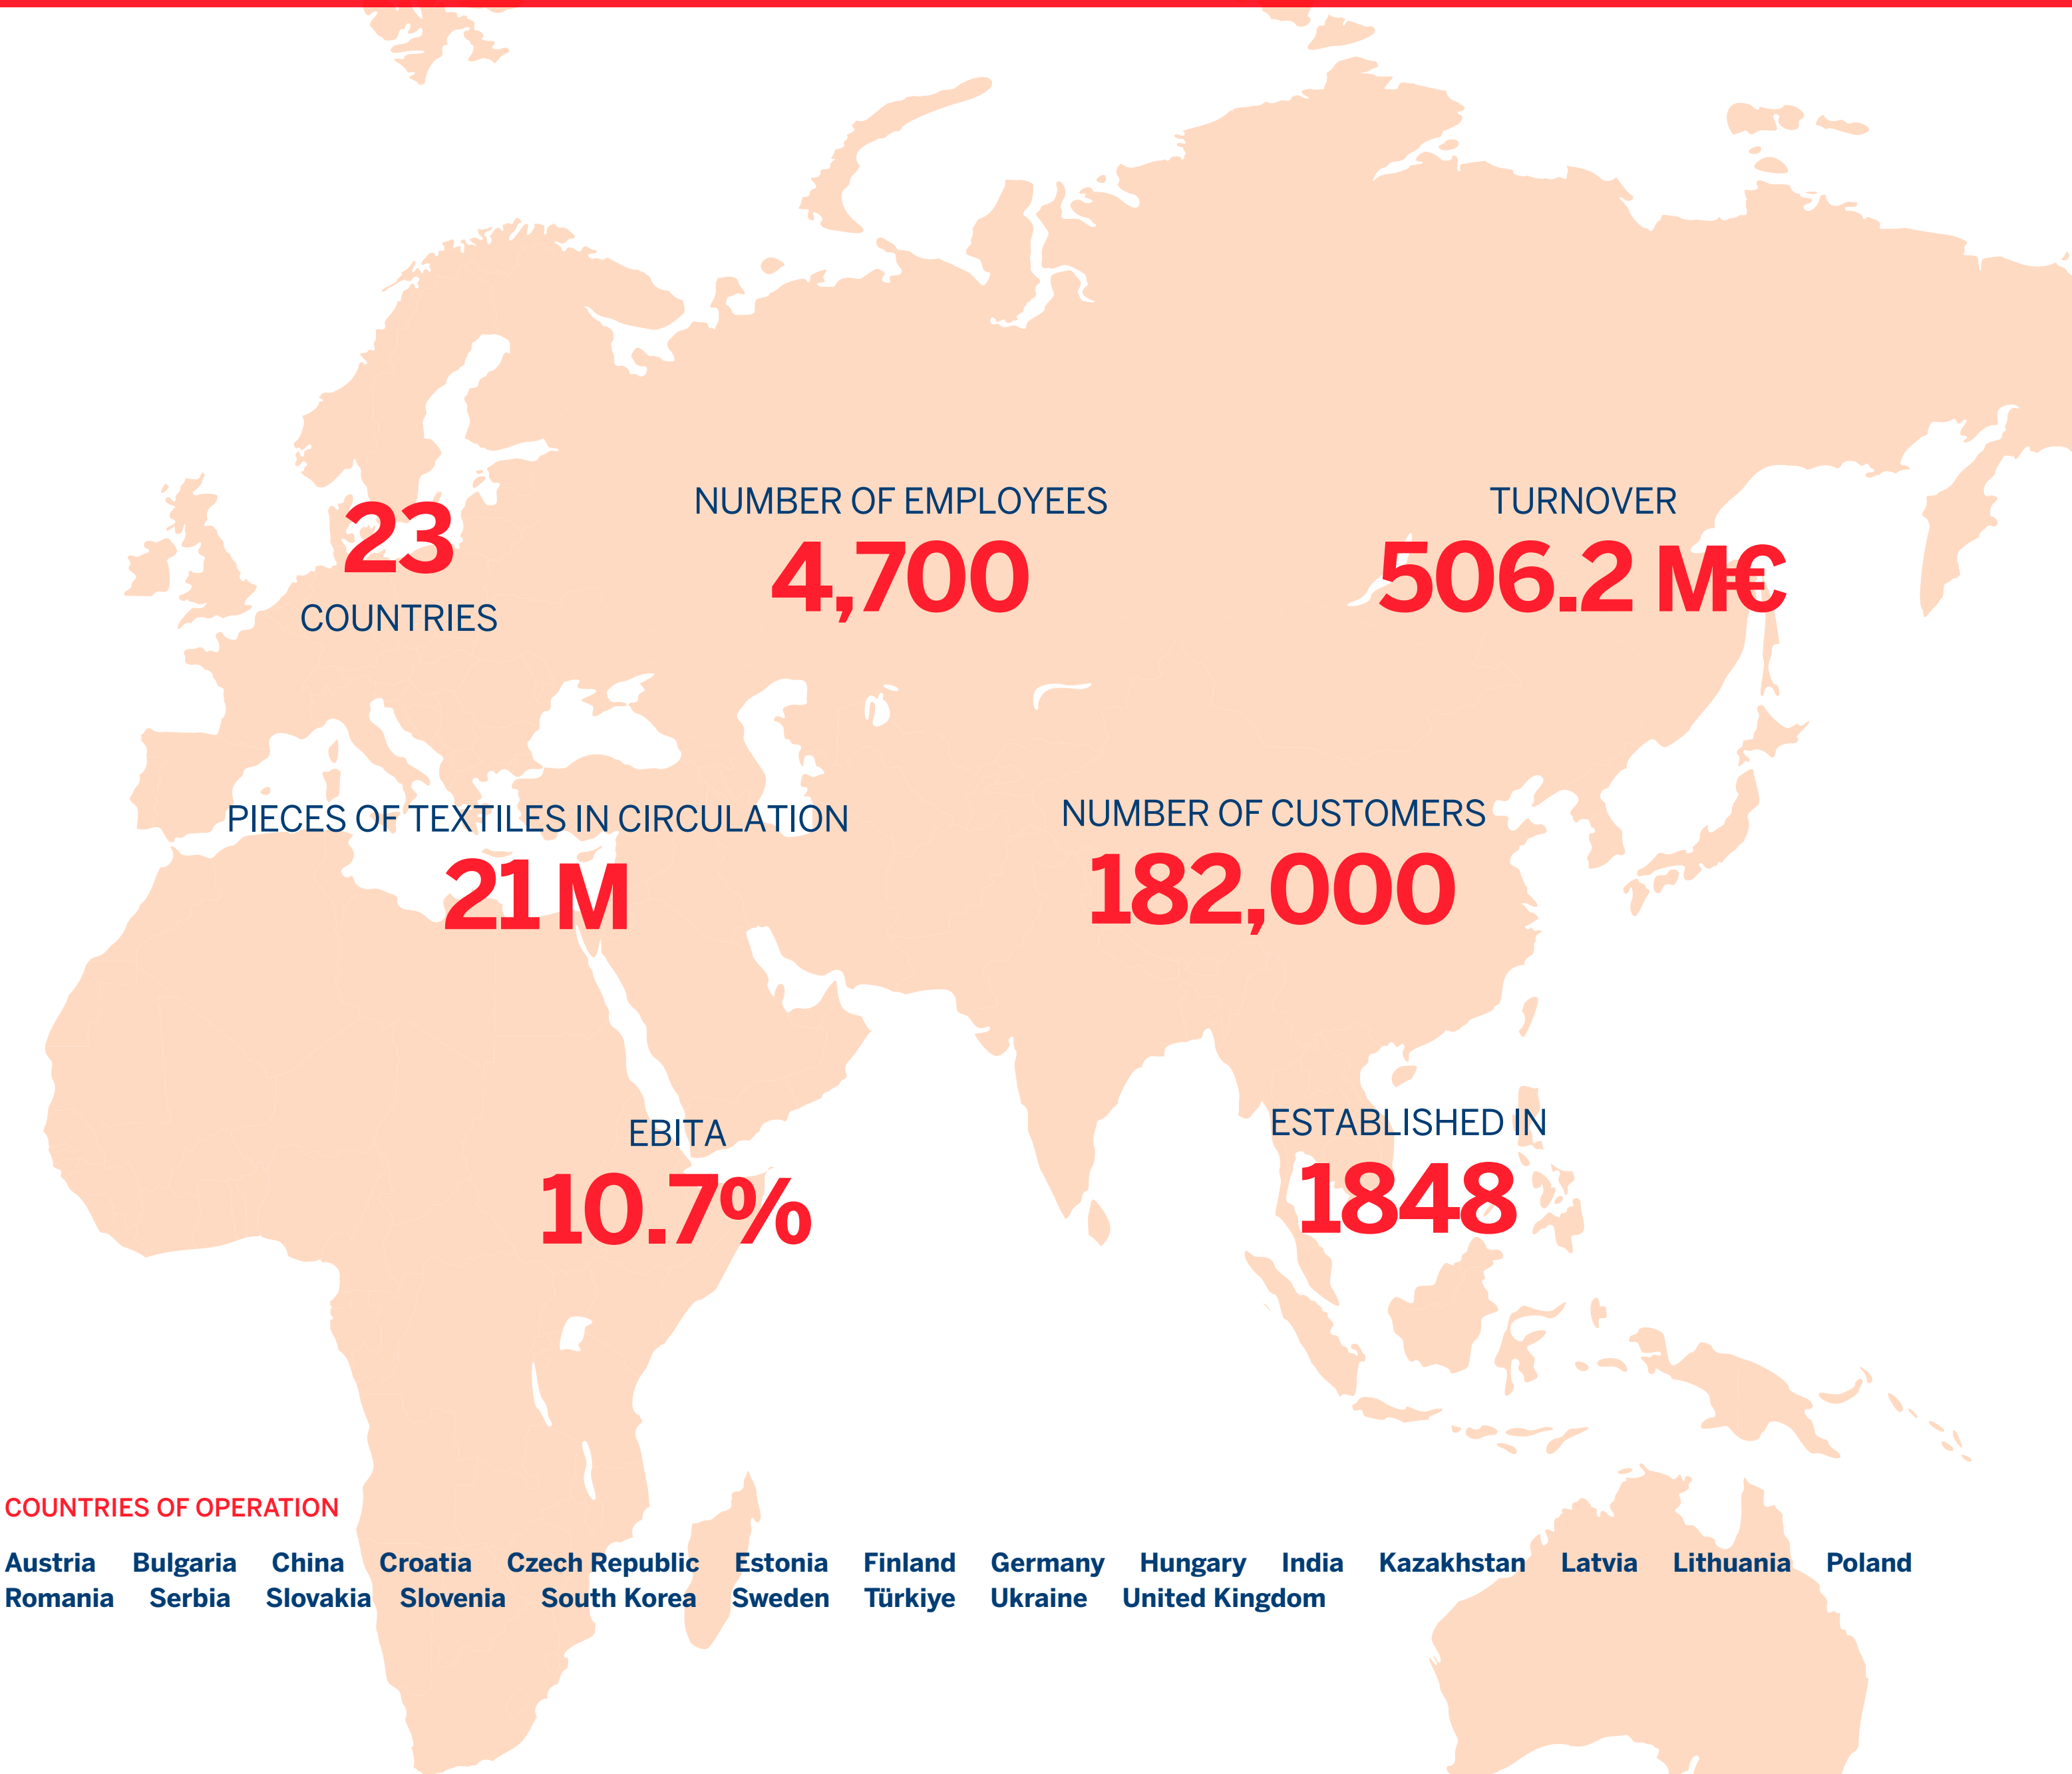 23
COUNTRIES
NUMBER OF EMPLOYEES
4,700
TURNOVER
506.2 M€
PIECES OF TEXTILES IN CIRCULATION
21 M
NUMBER OF CUSTOMERS
182,000
EBITA
10.7%
ESTABLISHED IN
1848
COUNTRIES OF OPERATION
Austria Bulgaria China Croatia Czech Republic Estonia Finland Germany Hungary India Kazakhstan Latvia Lithuania Poland
Romania Serbia Slovakia Slovenia South Korea Sweden Türkiye Ukraine United Kingdom